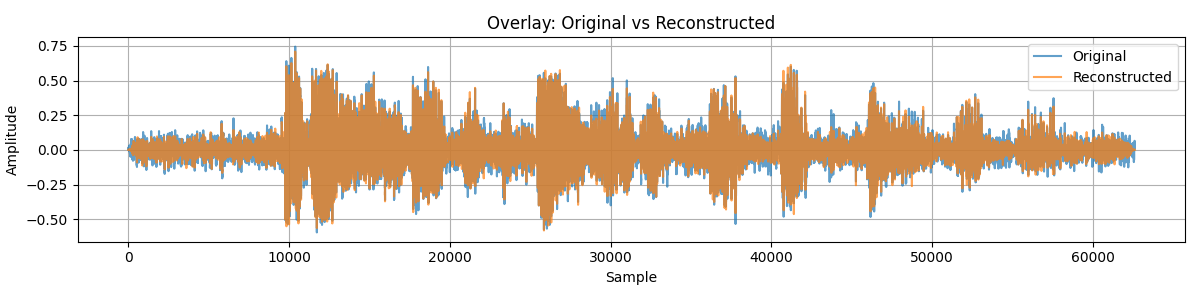 Overlay: Original vs Reconstructed
Original
Reconstructed
Amplitude
0.75
0.50
0.25
0.00
−0.25
−0.50
0
10000
20000
30000
40000
50000
60000
Sample